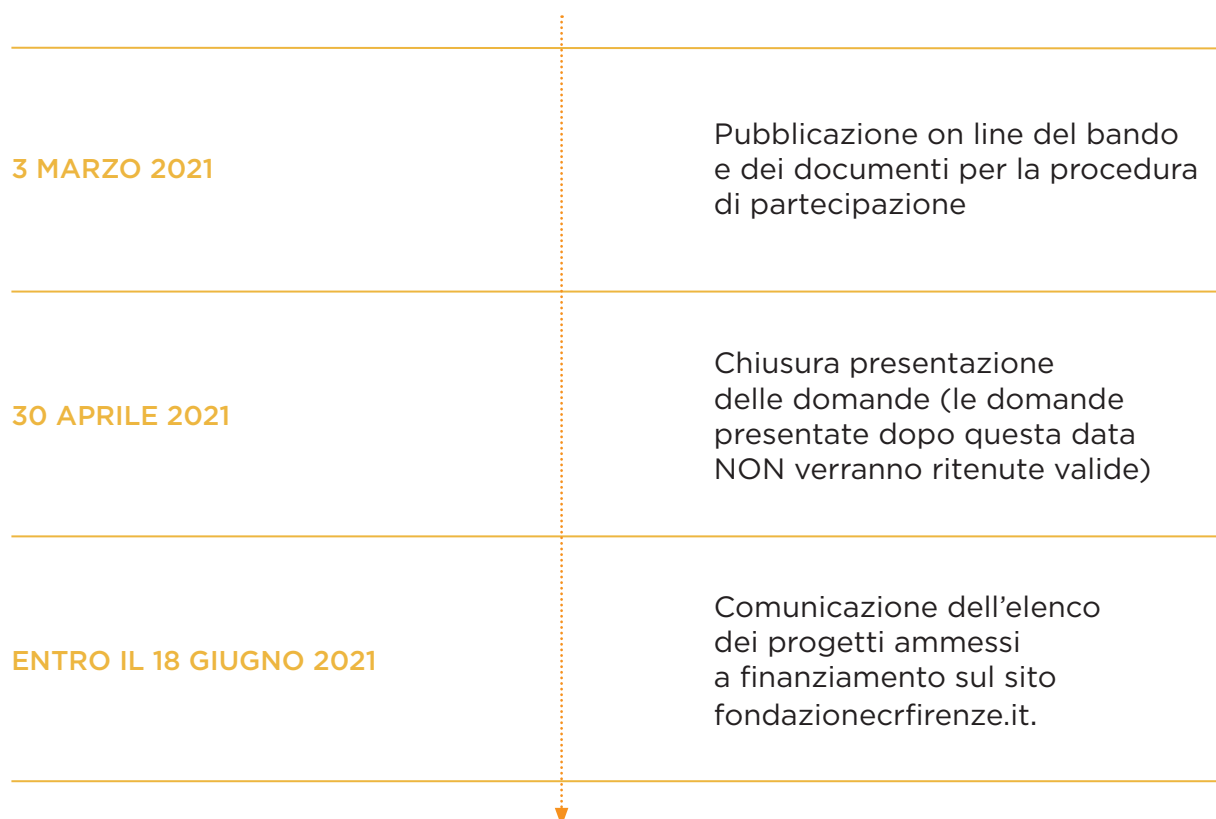 3 MARZO 2021
Pubblicazione on line del bando
e dei documenti per la procedura
di partecipazione
30 APRILE 2021
Chiusura presentazione
delle domande (le domande
presentate dopo questa data
NON verranno ritenute valide)
ENTRO IL 18 GIUGNO 2021
Comunicazione dell’elenco
dei progetti ammessi
a finanziamento sul sito
fondazionecrfirenze.it.